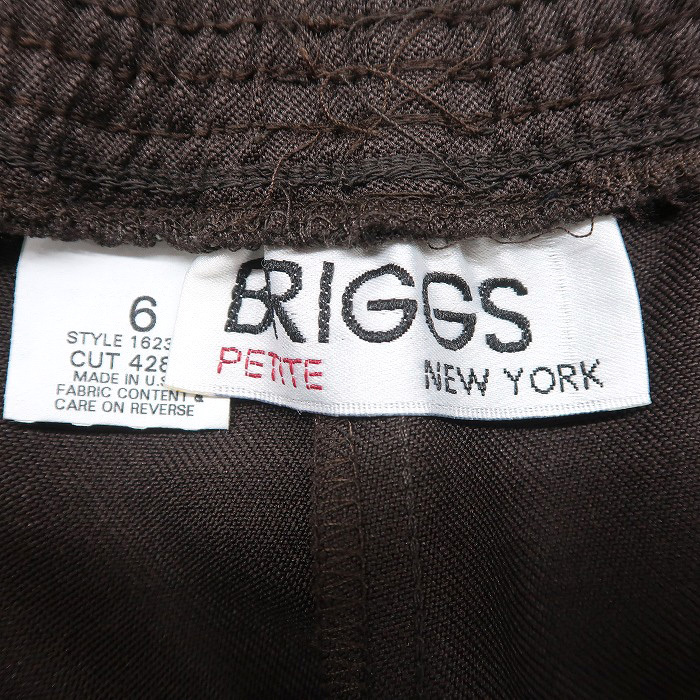 6
STYLE 1623
CUT 428
MADE IN U.S.
FABRIC CONTENT &
CARE ON REVERSE
BRIGGS
PETITE
NEW YORK